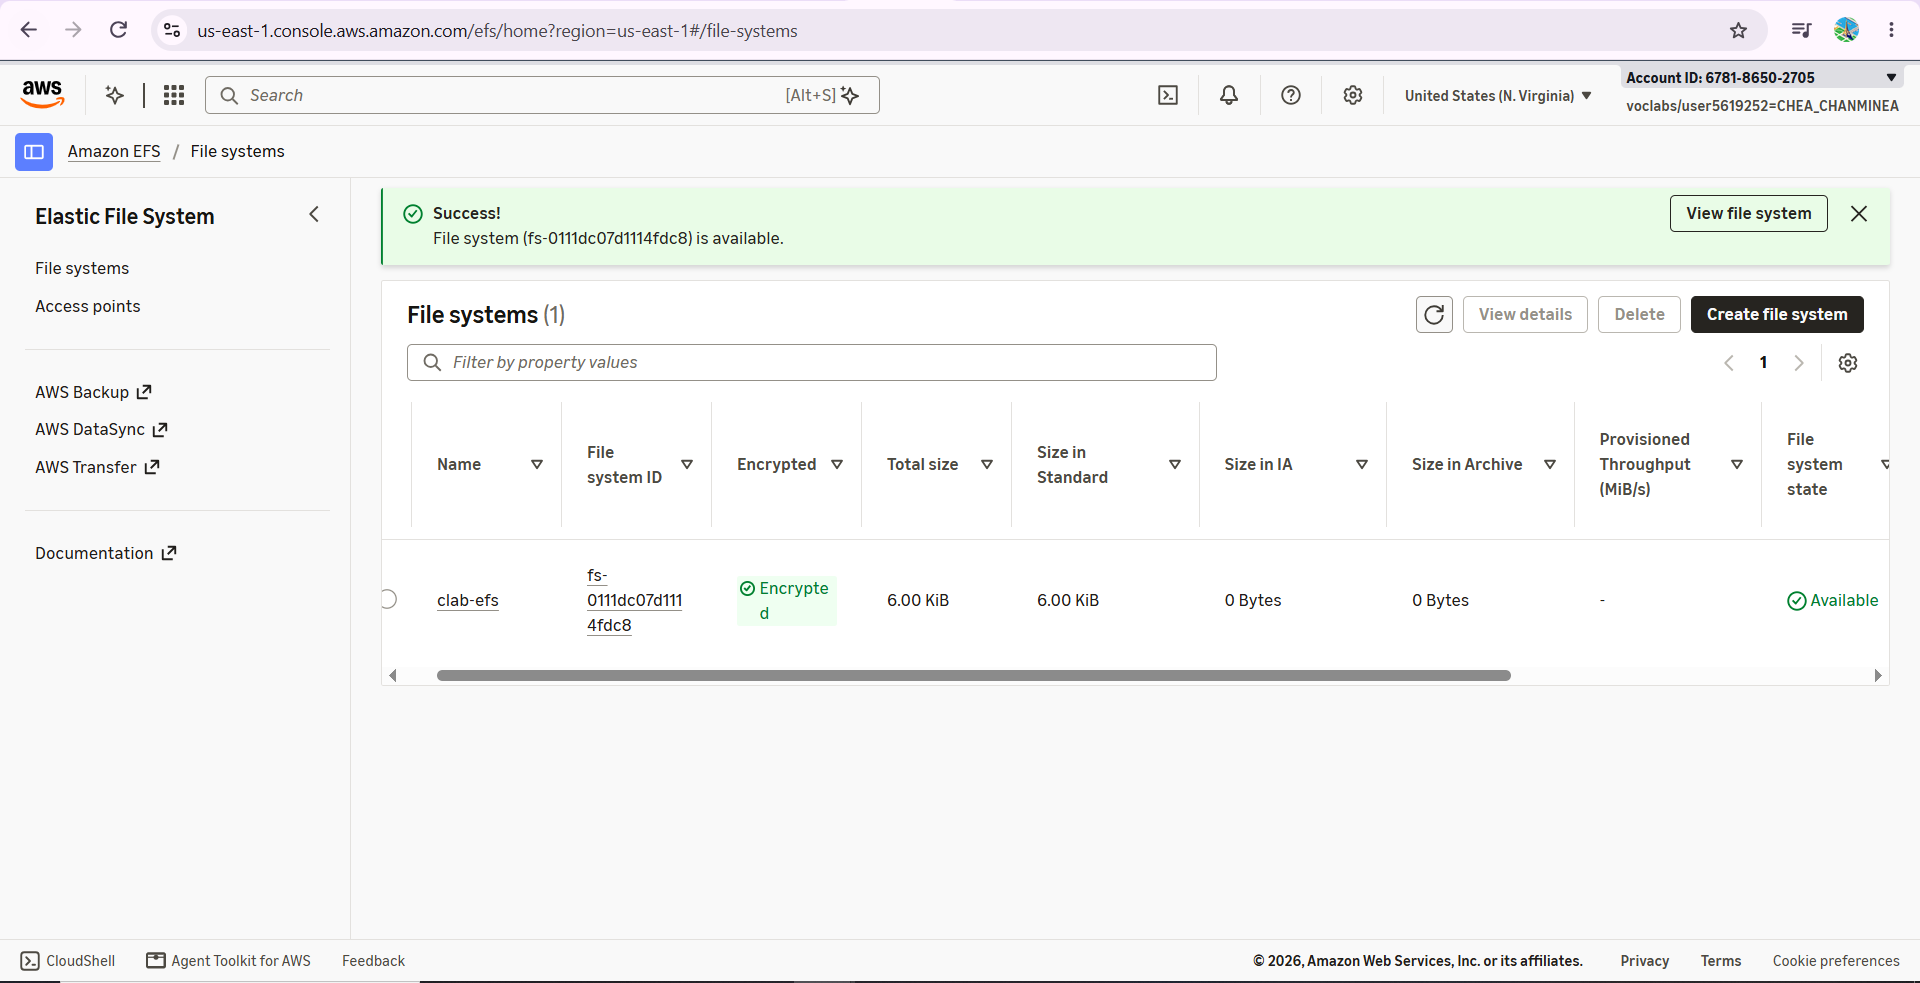 us-east-1.console.aws.amazon.com/efs/home?region=us-east-1#/file-systems
aws
Search
[Alt+S]
United States (N. Virginia)
Account ID: 6781-8650-2705
voclabs/user5619252=CHEA_CHANMINEA
Amazon EFS / File systems
Elastic File System
File systems
Access points
AWS Backup
AWS DataSync
AWS Transfer
Documentation
Success!
File system (fs-0111dc07d1114fdc8) is available.
View file system
File systems (1)
View details
Delete
Create file system
Filter by property values
1
Name
File
system ID
Encrypted
Total size
Size in
Standard
Size in IA
Size in Archive
Provisioned
Throughput
(MiB/s)
File
system
state
clab-efs
fs-
0111dc07d111
4fdc8
Encrypte
d
6.00 KiB
6.00 KiB
0 Bytes
0 Bytes
-
Available
CloudShell
Agent Toolkit for AWS
Feedback
© 2026, Amazon Web Services, Inc. or its affiliates.
Privacy
Terms
Cookie preferences